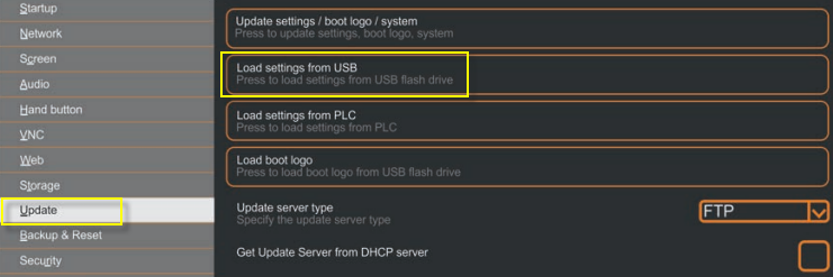 Startup
Network
Screen
Audio
Hand button
VNC
Web
Storage
Update
Backup & Reset
Security
Update settings / boot logo / system
Press to update settings, boot logo, system
Load settings from USB
Press to load settings from USB flash drive
Load settings from PLC
Press to load settings from PLC
Load boot logo
Press to load boot logo from USB flash drive
Update server type
Specify the update server type
FTP
Get Update Server from DHCP server